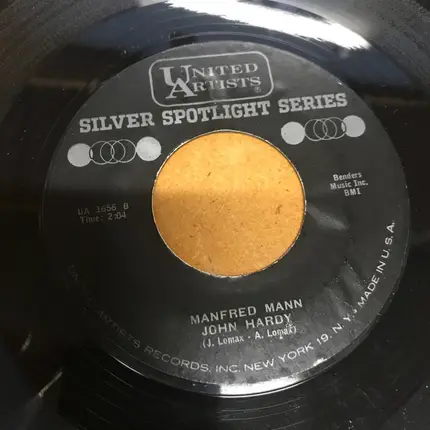 UNITED
ARTISTS®
SILVER SPOTLIGHT SERIES
UA 1656 B
Time: 2:04
Benders
Music Inc.
BMI
MANFRED MANN
JOHN HARDY
(J. Lomax - A. Lomax)
ARTISTS RECORDS, INC. NEW YORK 19, N.Y. • MADE IN U.S.A.